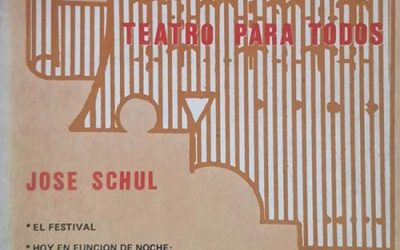 TEATRO PARA TODOS
JOSE SCHUL
* EL FESTIVAL
* HOY EN FUNCION DE NOCHE: